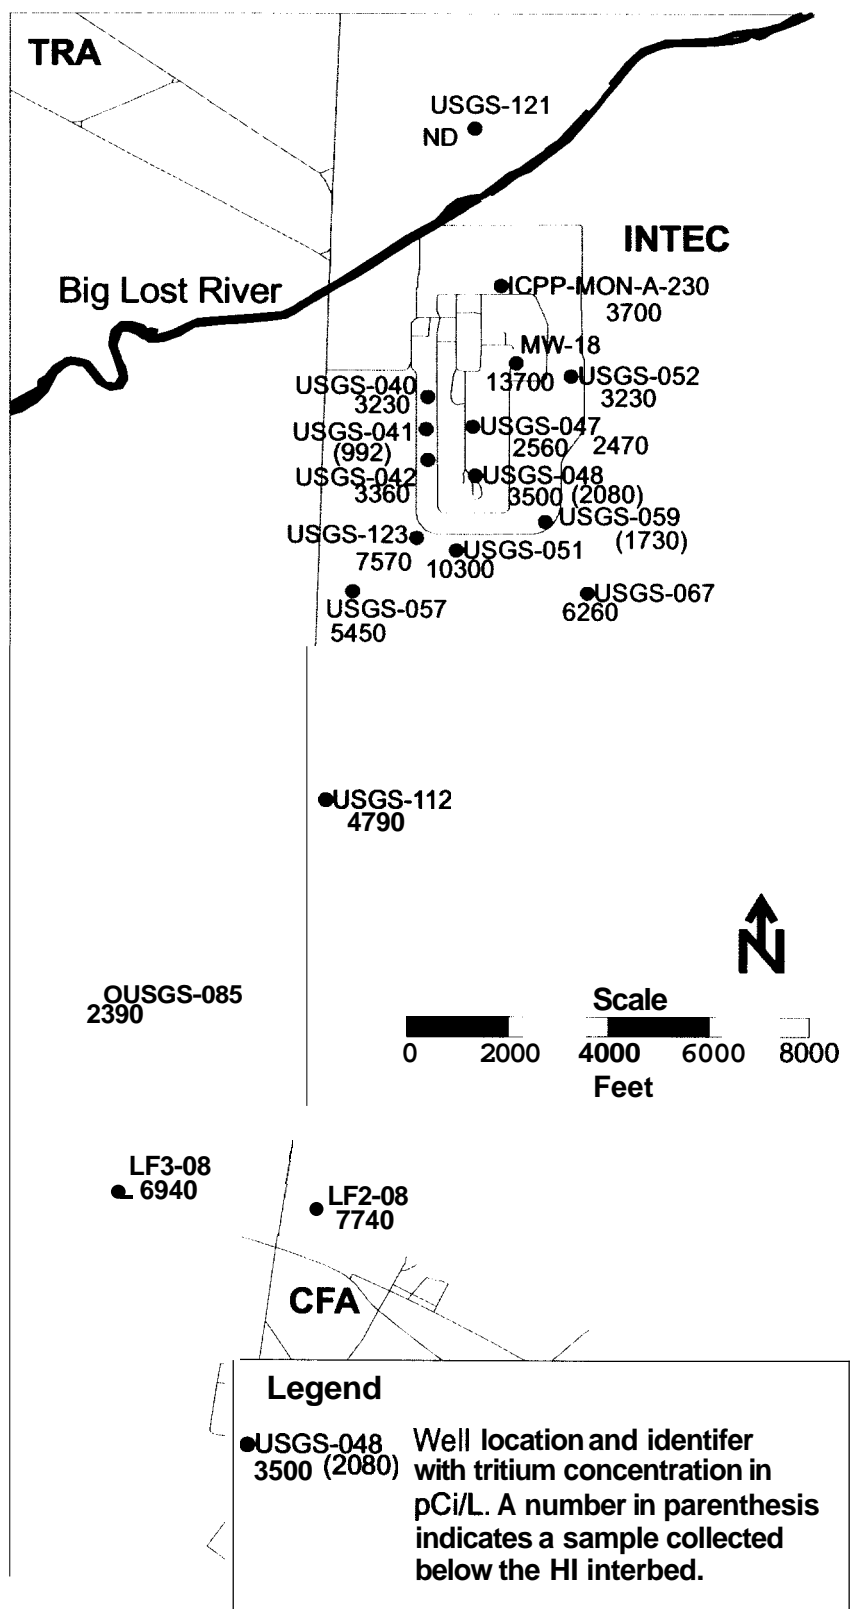 TRA
USGS-121
ND
INTEC
Big Lost River
ICPP-MON-A-230
3700
MW-18
13700
USGS-052
3230
USGS-040
3230
USGS-041
(992)
USGS-047
2560 2470
USGS-042
3360
USGS-048
3500 (2080)
USGS-059
(1730)
USGS-123
7570
USGS-051
10300
USGS-057
5450
USGS-067
6260
USGS-112
4790
N
OUSGS-085
2390
Scale
0 2000 4000 6000 8000
Feet
LF3-08
6940
LF2-08
7740
CFA
Legend
USGS-048
3500 (2080)
Well location and identifer
with tritium concentration in
pCi/L. A number in parenthesis
indicates a sample collected
below the HI interbed.